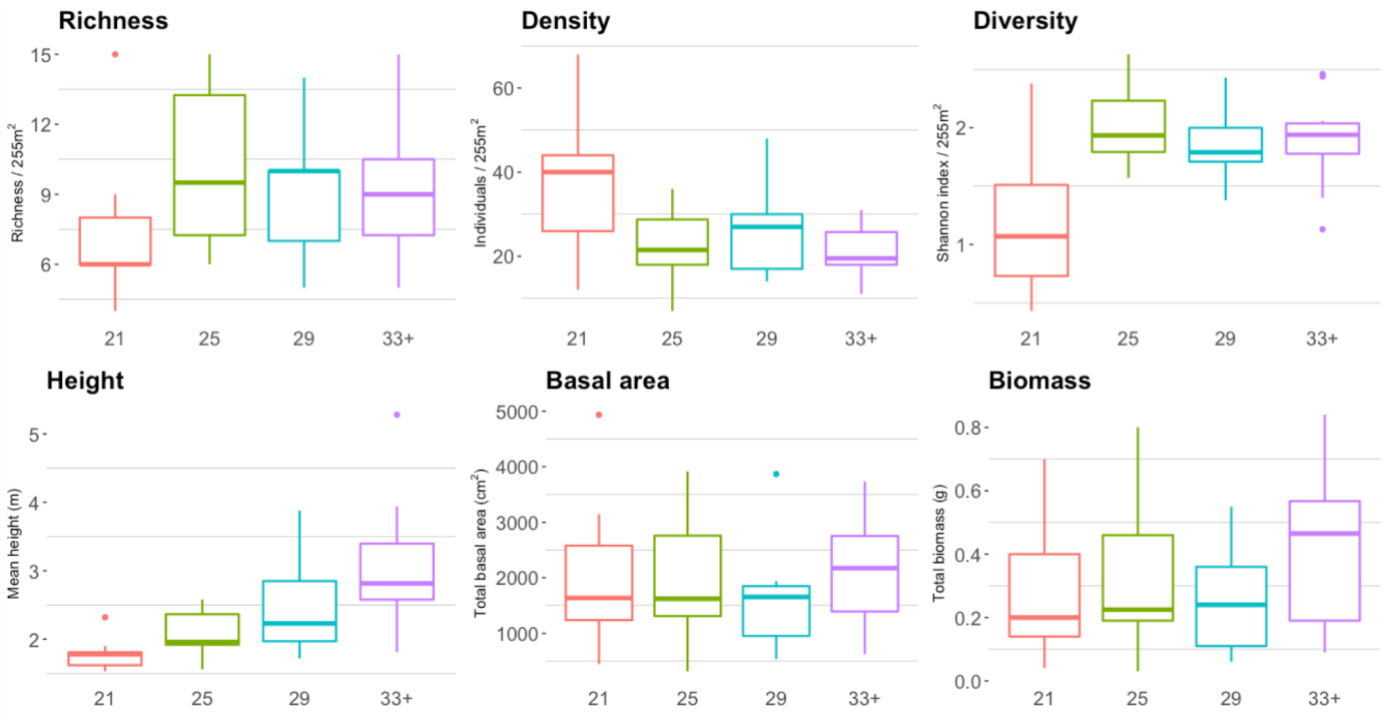 Richness
Richness / 255m²
15
12
9
6
21 25 29 33+
Density
Individuals / 255m²
60
40
20
21 25 29 33+
Diversity
Shannon index / 255m²
2
1
21 25 29 33+
Height
Mean height (m)
5
4
3
2
21 25 29 33+
Basal area
Total basal area (cm²)
5000
4000
3000
2000
1000
21 25 29 33+
Biomass
Total biomass (g)
0.8
0.6
0.4
0.2
0.0
21 25 29 33+